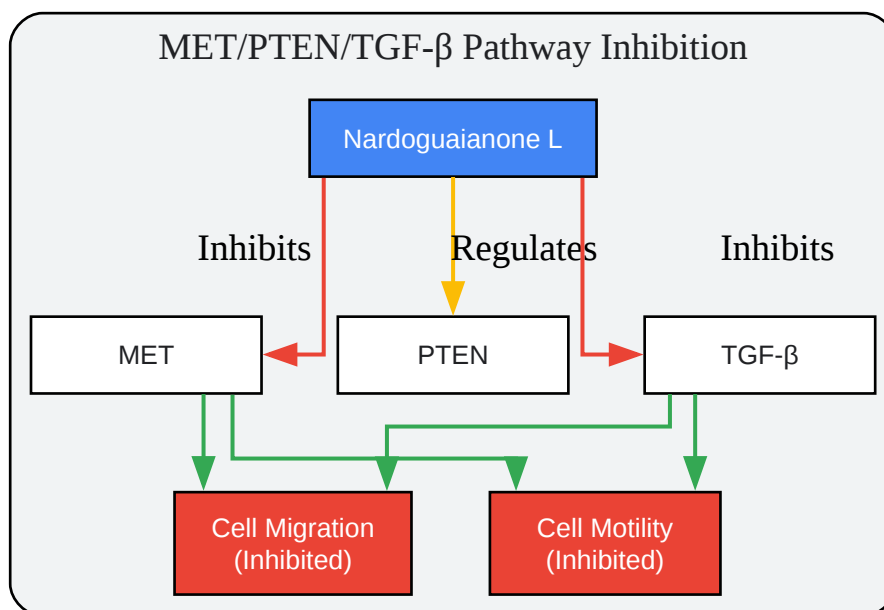 MET/PTEN/TGF-β Pathway Inhibition
Nardoguaianone L
Inhibits
Regulates
Inhibits
MET
PTEN
TGF-β
Cell Migration
(Inhibited)
Cell Motility
(Inhibited)